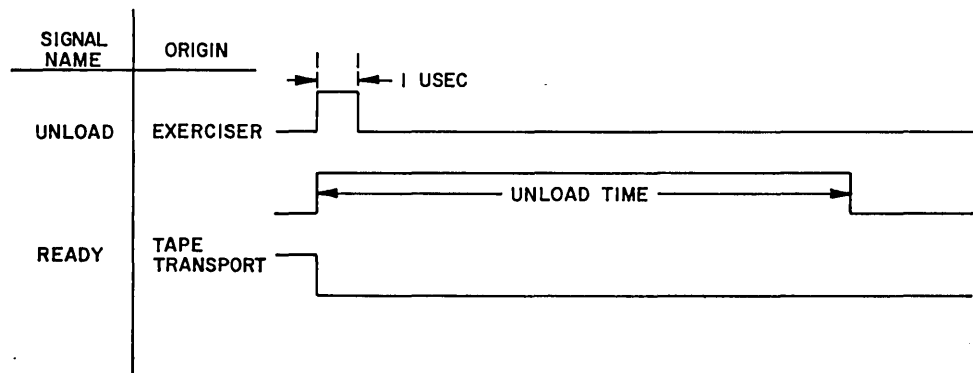 SIGNAL
NAME
ORIGIN
1 USEC
UNLOAD
EXERCISER
UNLOAD TIME
READY
TAPE
TRANSPORT